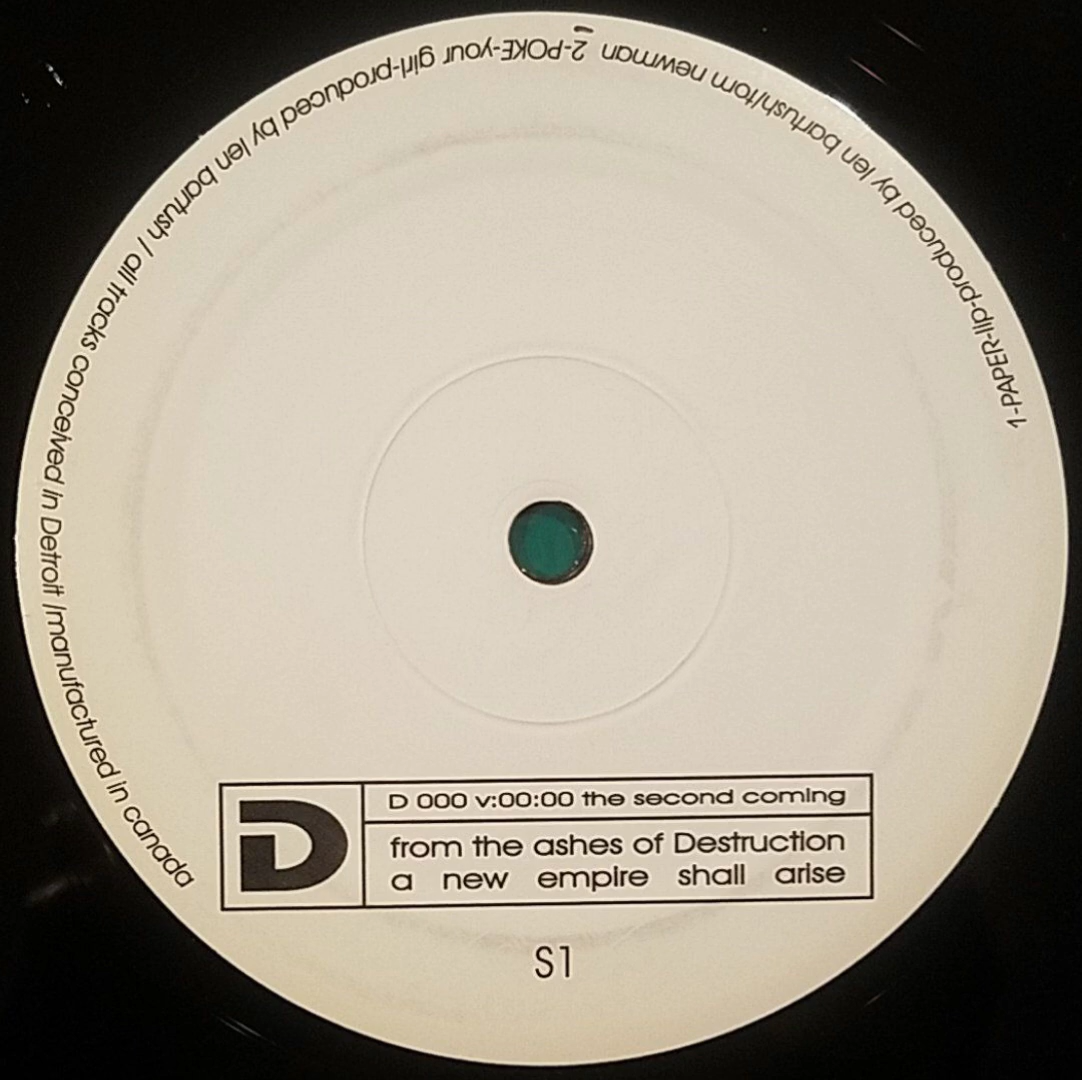 1-PAPER-lip-produced by len bartush/tom newman 2-POKE-your girl-produced by len bartush / all tracks conceived in Detroit /manufactured in canada
D
D 000 v:00:00 the second coming
from the ashes of Destruction
a new empire shall arise
S1